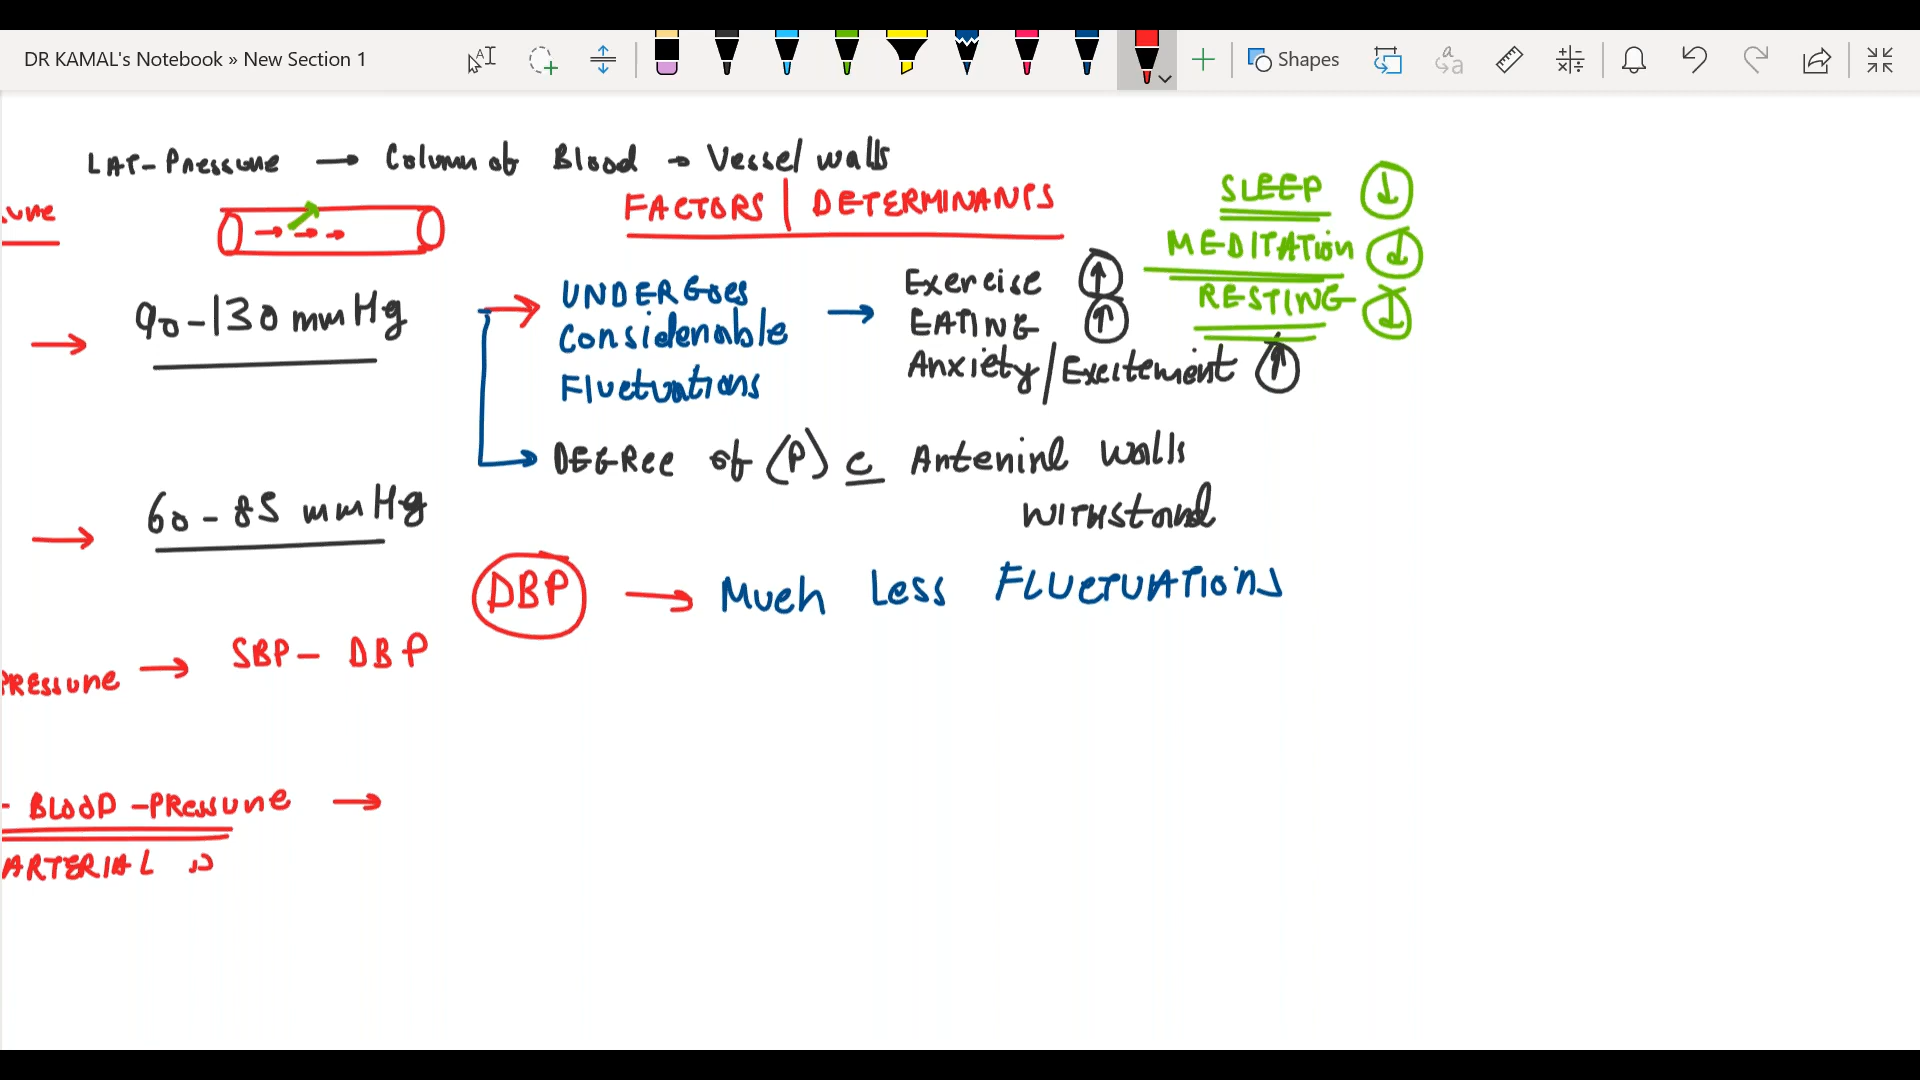 DR KAMAL's Notebook » New Section 1
Shapes
LAT-Pressure → Column of Blood → Vessel walls
ure
FACTORS | DETERMINANTS
SLEEP ↓
MEDITATION ↓
RESTING ↓
→ 90-130 mmHg
→ UNDERGOES
Considerable
Fluctuations
→ Exercise ↑
EATING ↑
Anxiety/Excitement ↑
→ DEGREE of (P) c Arterial walls
WITHstand
→ 60-85 mmHg
DBP → Much Less FLUCTUATIONS
PRESSURE → SBP - DBP
- BLOOD -PRESSURE →
ARTERIAL